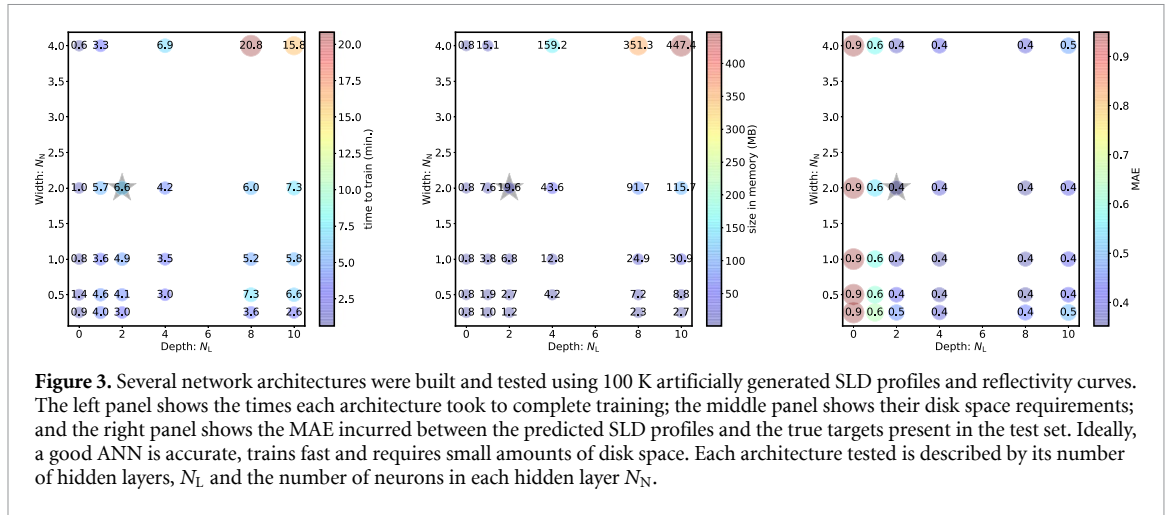 4.0 0.6 3.3 6.9 20.8 15.8 20.0
3.5 17.5
3.0 15.0
2.5 12.5
Width: N_N 2.0 1.0 5.7 6.6 4.2 6.0 7.3 10.0 time to train (min.)
1.5 7.5
1.0 0.8 3.6 4.9 3.5 5.2 5.8 5.0
0.5 1.4 4.6 4.1 3.0 7.3 6.6
0.9 4.0 3.0 3.6 2.6 2.5
0 2 4 6 8 10
Depth: N_L
4.0 0.8 15.1 159.2 351.3 447.4
3.5 400
3.0 350
2.5 300
250
Width: N_N 2.0 0.8 7.6 19.6 43.6 91.7 115.7 200 size in memory (MB)
1.5 150
1.0 0.8 3.8 6.8 12.8 24.9 30.9 100
0.5 0.8 1.9 2.7 4.2 7.2 8.8 50
0.8 1.0 1.2 2.3 2.7
0 2 4 6 8 10
Depth: N_L
4.0 0.9 0.6 0.4 0.4 0.4 0.5 0.9
3.5
3.0 0.8
2.5 0.7
Width: N_N 2.0 0.9 0.6 0.4 0.4 0.4 0.4 MAE
1.5 0.6
1.0 0.9 0.6 0.4 0.4 0.4 0.4 0.5
0.5 0.9 0.6 0.4 0.4 0.4 0.4 0.4
0.9 0.6 0.5 0.4 0.4 0.5
0 2 4 6 8 10
Depth: N_L
Figure 3. Several network architectures were built and tested using 100 K artificially generated SLD profiles and reflectivity curves.
The left panel shows the times each architecture took to complete training; the middle panel shows their disk space requirements;
and the right panel shows the MAE incurred between the predicted SLD profiles and the true targets present in the test set. Ideally,
a good ANN is accurate, trains fast and requires small amounts of disk space. Each architecture tested is described by its number
of hidden layers, N_L and the number of neurons in each hidden layer N_N.